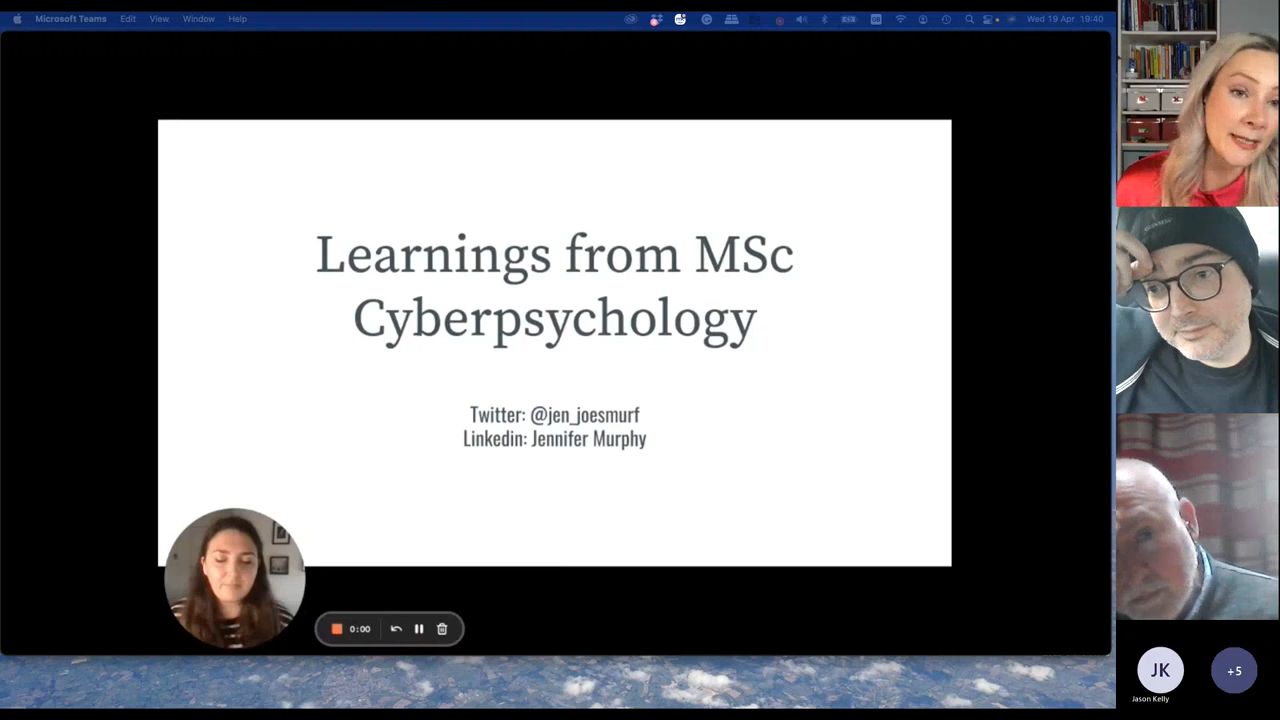 Microsoft Teams Edit View Window Help Wed 19 Apr 19:40
Learnings from MSc
Cyberpsychology
Twitter: @jen_joesmurf
Linkedin: Jennifer Murphy
0:00
JK
+5
Jason Kelly